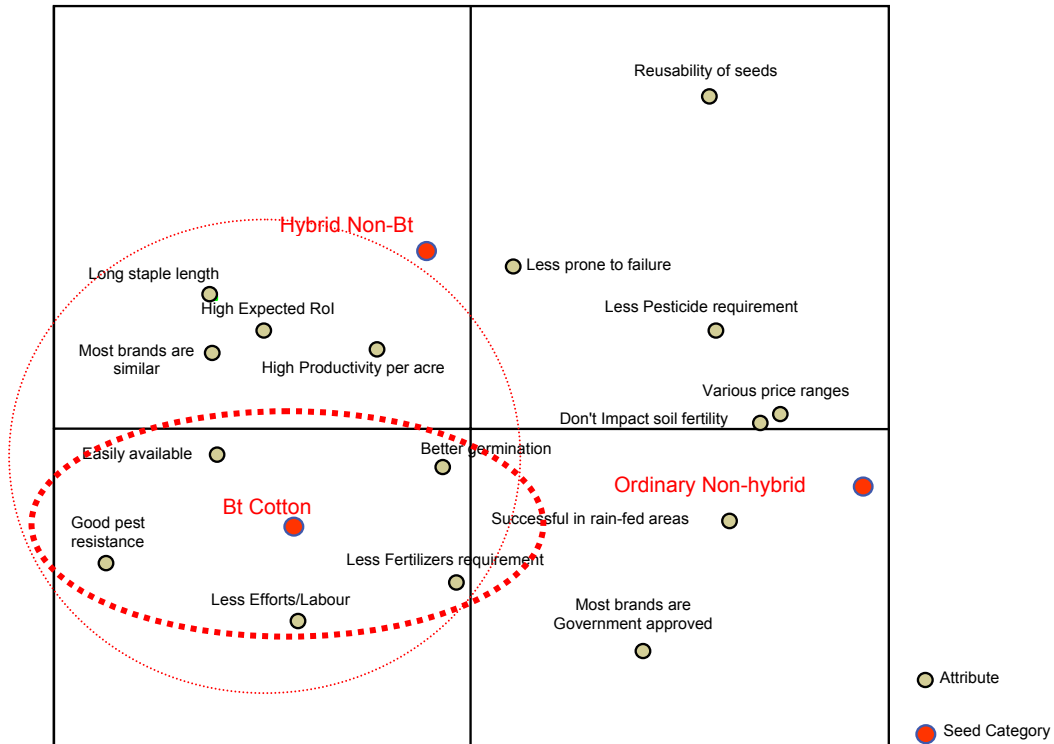 Reusability of seeds
Hybrid Non-Bt
Less prone to failure
Long staple length
High Expected RoI
Less Pesticide requirement
Most brands are
similar
High Productivity per acre
Various price ranges
Don't Impact soil fertility
Easily available
Better germination
Ordinary Non-hybrid
Bt Cotton
Successful in rain-fed areas
Good pest
resistance
Less Fertilizers requirement
Less Efforts/Labour
Most brands are
Government approved
Attribute
Seed Category